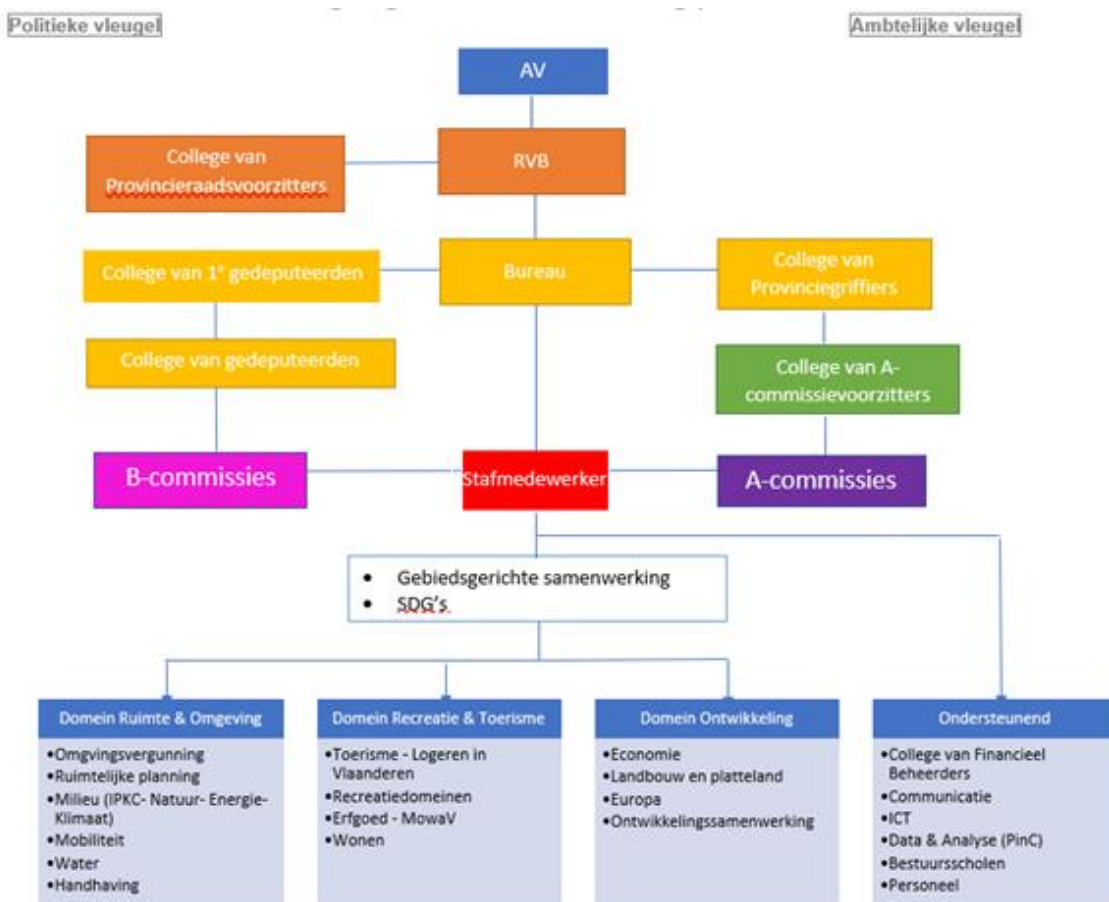 Politieke vleugel
Ambtelijke vleugel
AV
College van
Provincieraadsvoorzitters
RVB
College van 1e gedeputeerden
Bureau
College van
Provinciegriffiers
College van gedeputeerden
College van A-
commissievoorzitters
B-commissies
Stafmedewerker
A-commissies
•Gebiedsgerichte samenwerking
•SDG's
Domein Ruimte & Omgeving
•Omgvingsvergunning
•Ruimtelijke planning
•Milieu (IPKC- Natuur- Energie-
Klimaat)
•Mobiliteit
•Water
•Handhaving
Domein Recreatie & Toerisme
•Toerisme - Logeren in
Vlaanderen
•Recreatiedomeinen
•Erfgoed - MowaV
•Wonen
Domein Ontwikkeling
•Economie
•Landbouw en platteland
•Europa
•Ontwikkelingssamenwerking
Ondersteunend
•College van Financieel
Beheerders
•Communicatie
•ICT
•Data & Analyse (PinC)
•Bestuursscholen
•Personeel